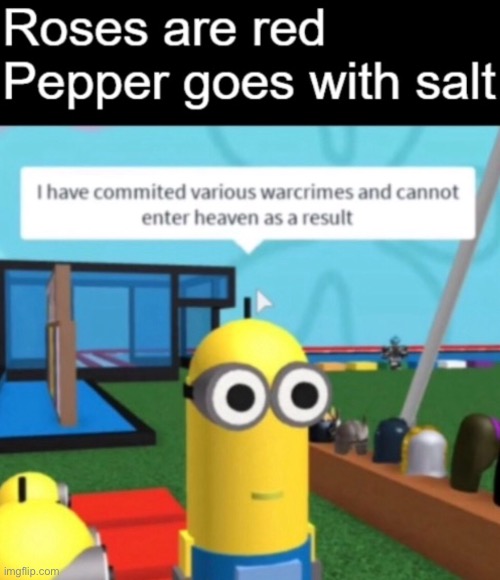 Roses are red
Pepper goes with salt
I have commited various warcrimes and cannot
enter heaven as a result
imgflip.com